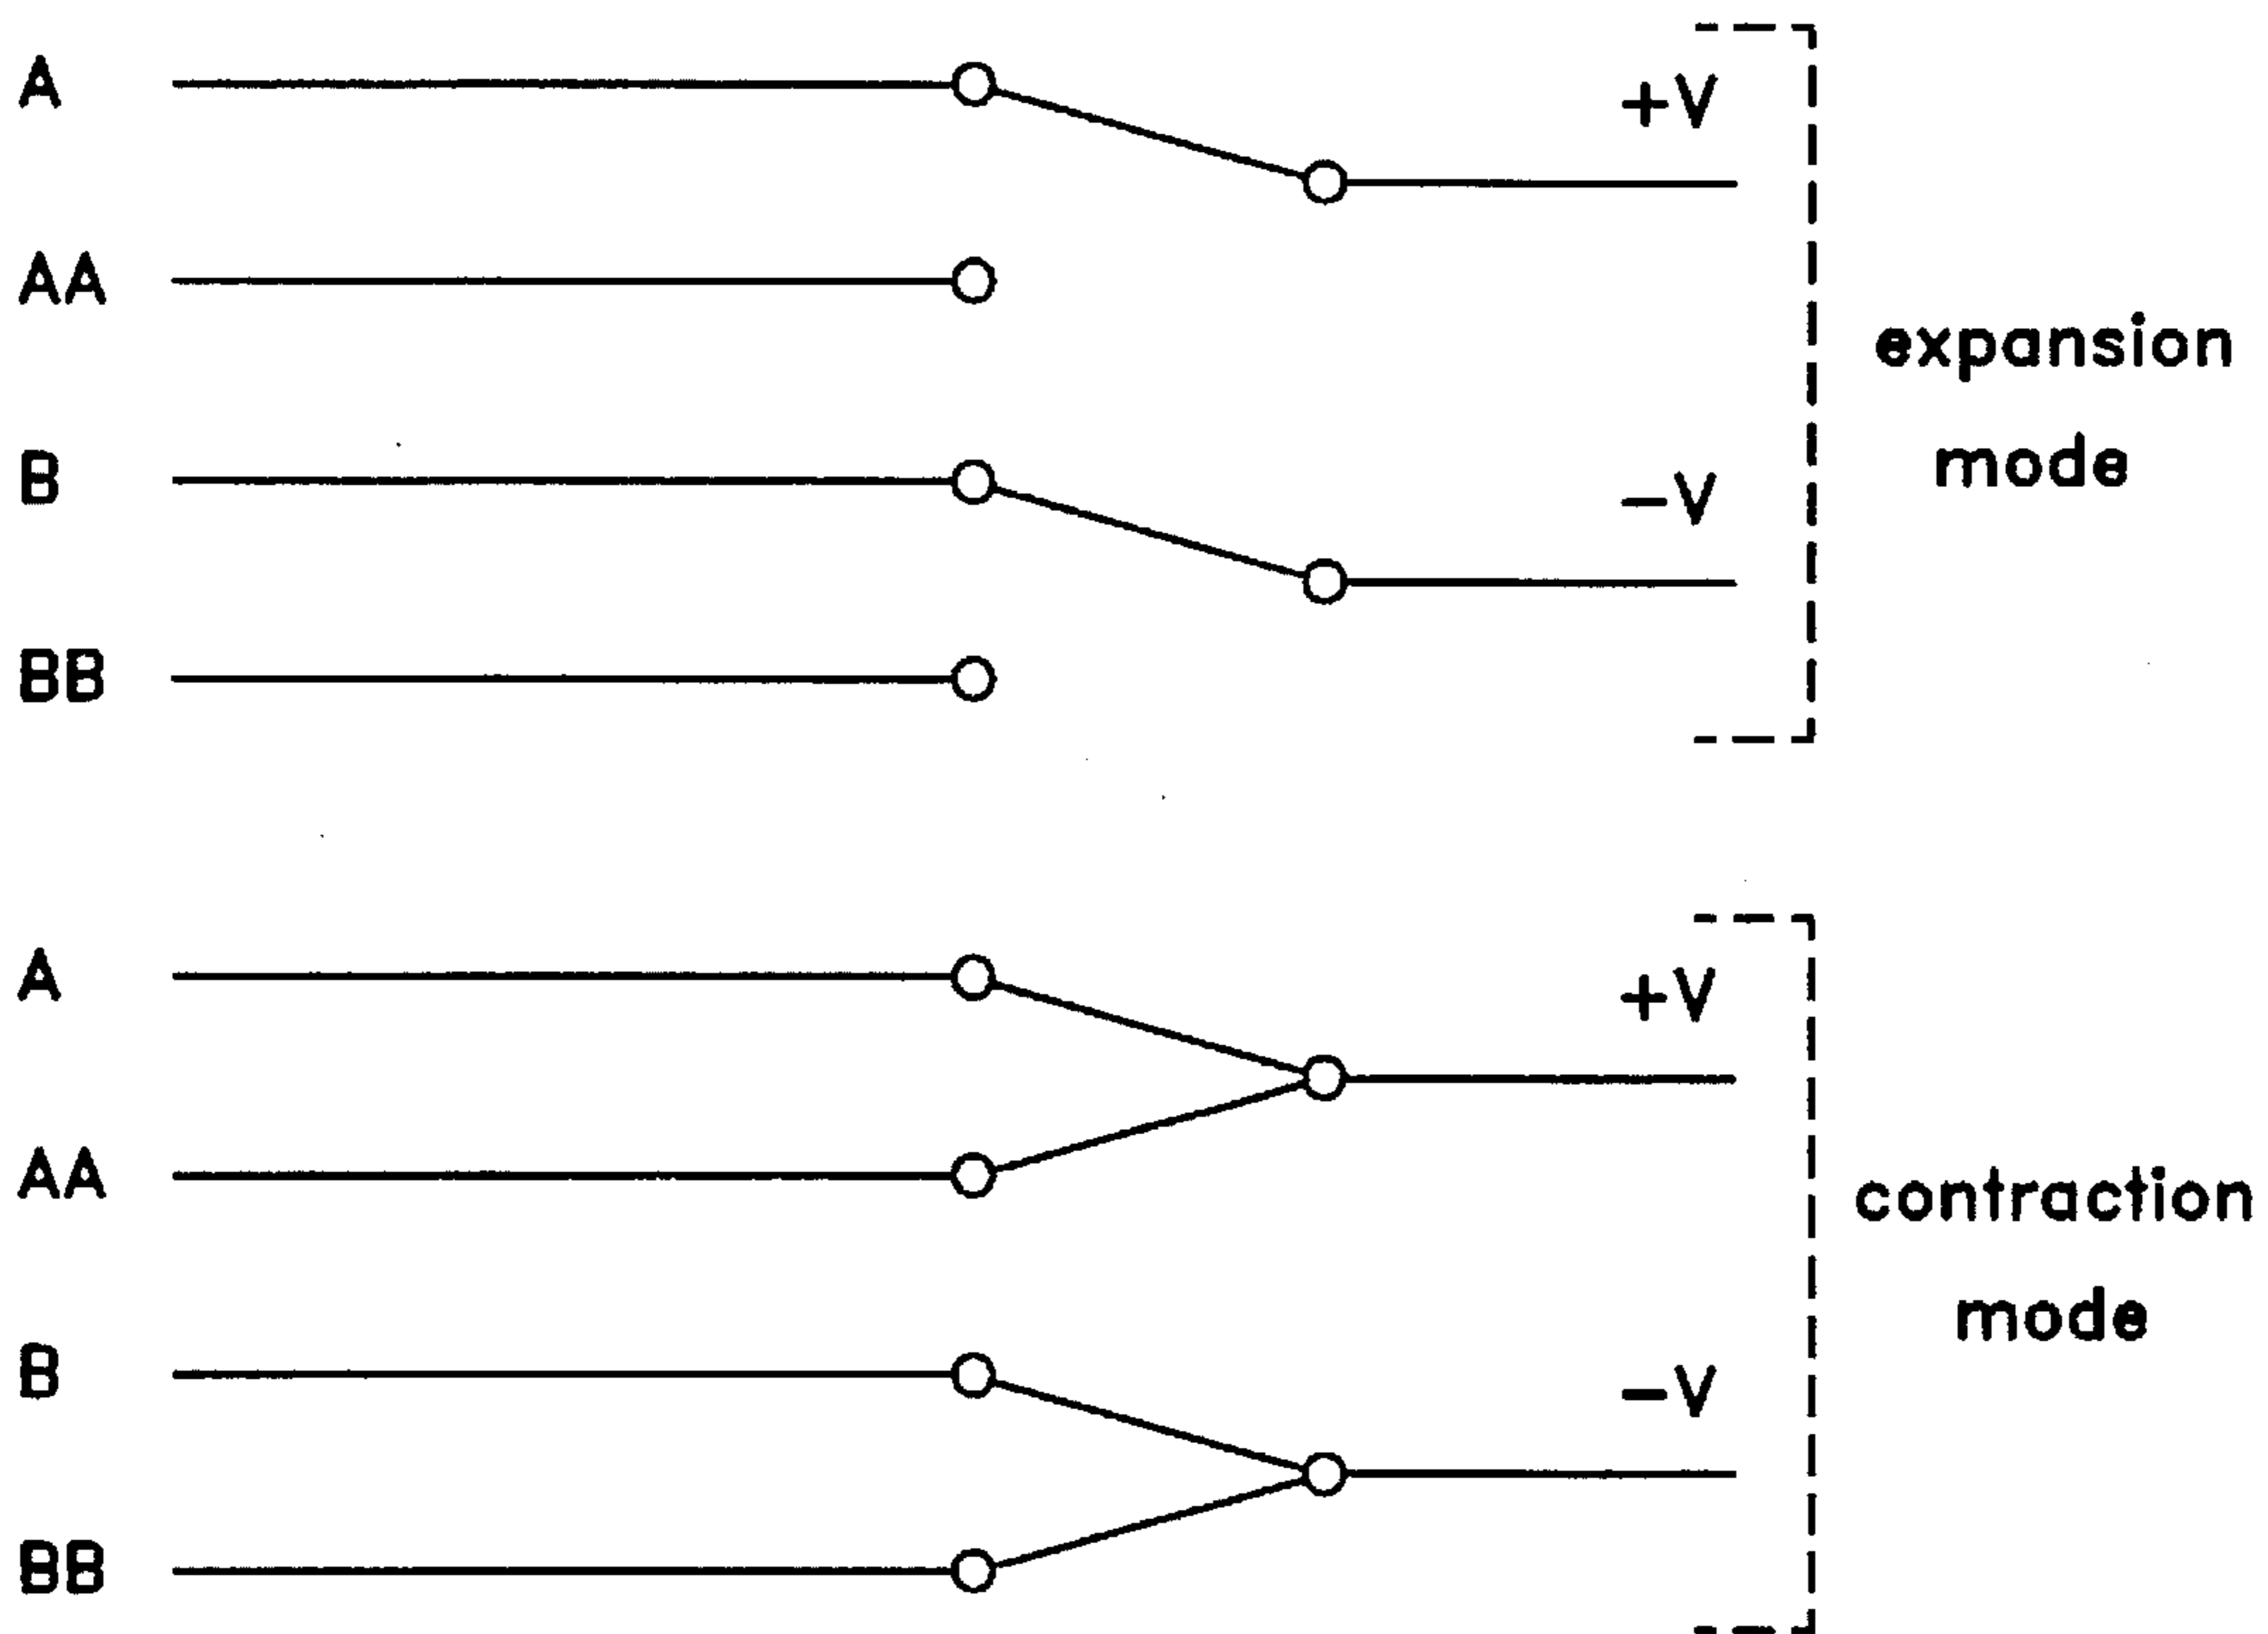 A
+V
AA
expansion
mode
B
-V
BB
A
+V
AA
contraction
mode
B
-V
BB